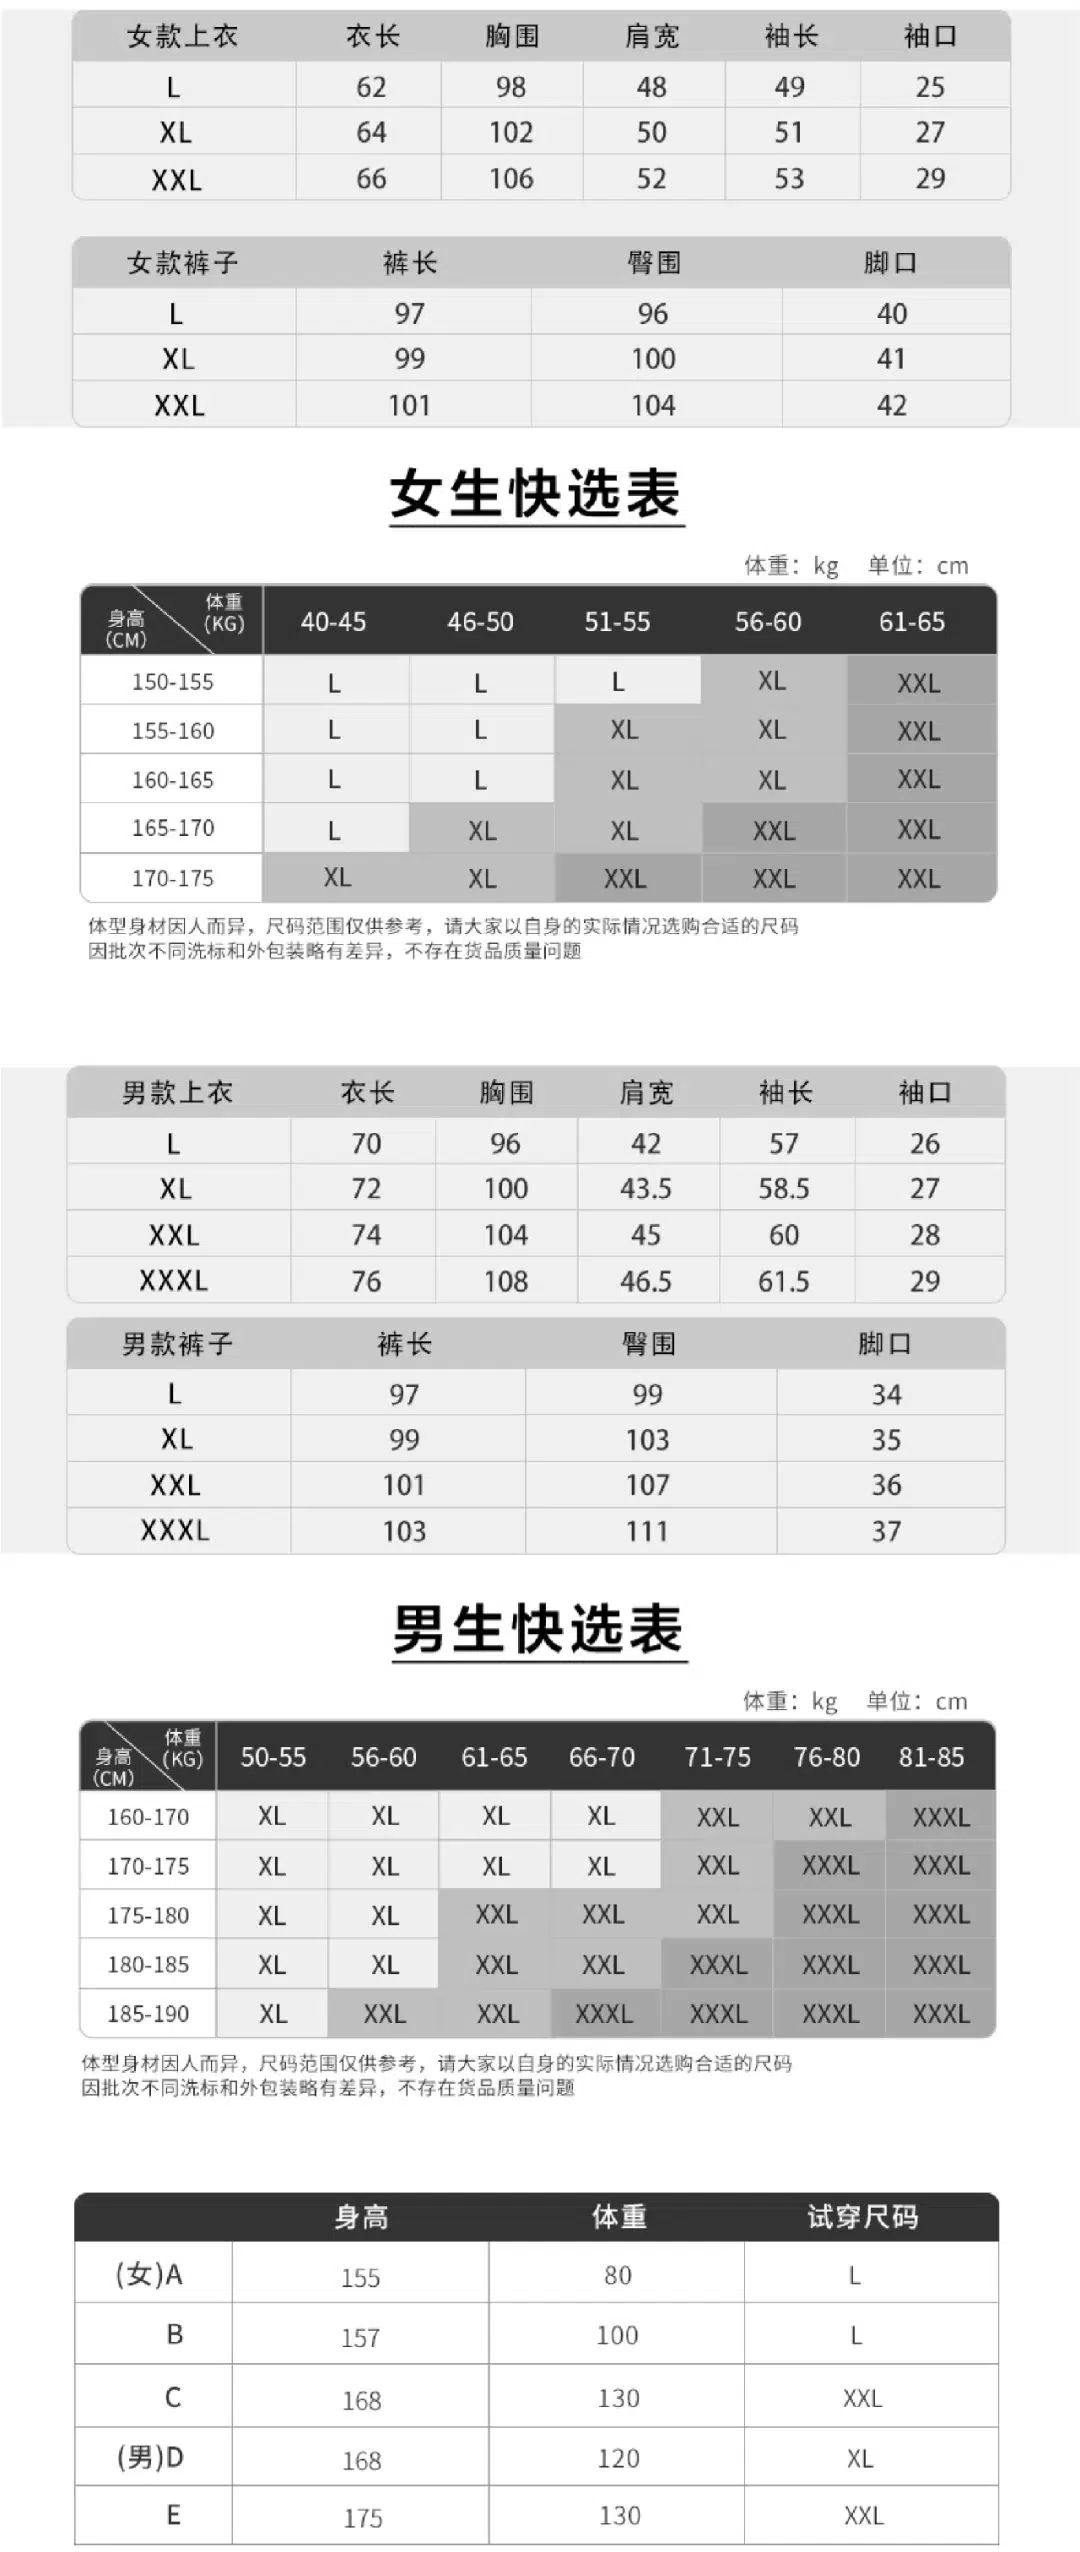 女款上衣 衣长 胸围 肩宽 袖长 袖口
L 62 98 48 49 25
XL 64 102 50 51 27
XXL 66 106 52 53 29
女款裤子 裤长 臀围 脚口
L 97 96 40
XL 99 100 41
XXL 101 104 42
女生快选表
体重：kg 单位：cm
身高(CM) 体重(KG) 40-45 46-50 51-55 56-60 61-65
150-155 L L L XL XXL
155-160 L L XL XL XXL
160-165 L L XL XL XXL
165-170 L XL XL XXL XXL
170-175 XL XL XXL XXL XXL
体型身材因人而异，尺码范围仅供参考，请大家以自身的实际情况选购合适的尺码
因批次不同洗标和外包装略有差异，不存在货品质量问题
男款上衣 衣长 胸围 肩宽 袖长 袖口
L 70 96 42 57 26
XL 72 100 43.5 58.5 27
XXL 74 104 45 60 28
XXXL 76 108 46.5 61.5 29
男款裤子 裤长 臀围 脚口
L 97 99 34
XL 99 103 35
XXL 101 107 36
XXXL 103 111 37
男生快选表
体重：kg 单位：cm
身高(CM) 体重(KG) 50-55 56-60 61-65 66-70 71-75 76-80 81-85
160-170 XL XL XL XL XXL XXL XXXL
170-175 XL XL XL XL XXL XXXL XXXL
175-180 XL XL XXL XXL XXL XXXL XXXL
180-185 XL XL XXL XXL XXXL XXXL XXXL
185-190 XL XXL XXL XXXL XXXL XXXL XXXL
体型身材因人而异，尺码范围仅供参考，请大家以自身的实际情况选购合适的尺码
因批次不同洗标和外包装略有差异，不存在货品质量问题
身高 体重 试穿尺码
(女)A 155 80 L
B 157 100 L
C 168 130 XXL
(男)D 168 120 XL
E 175 130 XXL